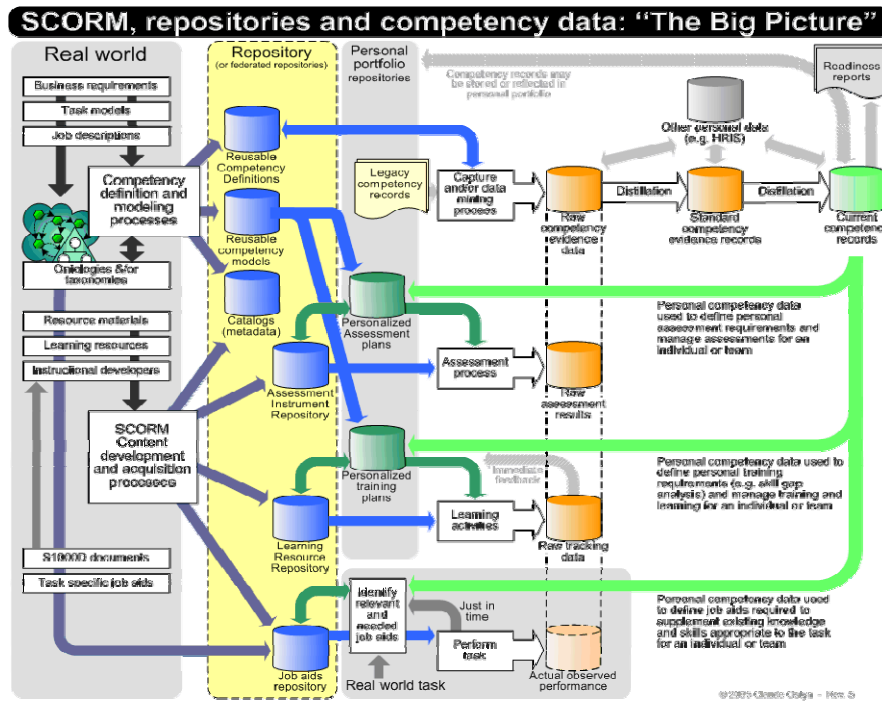 SCORM, repositories and competency data: “The Big Picture”
Real world
Business requirements
Task models
Job descriptions
Competency
definition and
modeling
processes
Ontologies &/or
taxonomies
Resource materials
Learning resources
Instructional developers
SCORM
Content
development
and acquisition
processes
S1000D documents
Task specific job aids
Repository
(or federated repositories)
Reusable
Competency
Definitions
Reusable
competency
models
Catalogs
(metadata)
Assessment
Instrument
Repository
Learning
Resource
Repository
Job aids
repository
Personal
portfolio
repositories
Competency records may
be stored or reflected in
personal portfolio
Readiness
reports
Other personal data
(e.g. HRIS)
Legacy
competency
records
Capture
and/or data
mining
process
Raw
competency
evidence
data
Distillation
Standard
competency
evidence records
Distillation
Current
competency
records
Personalized
Assessment
plans
Assessment
process
Raw
assessment
results
Personal competency data
used to define personal
assessment requirements and
manage assessments for an
individual or team
Personalized
training
plans
Immediate
feedback
Learning
activities
Raw tracking
data
Personal competency data used to
define personal training
requirements (e.g. skill gap
analysis) and manage training and
learning for an individual or team
Identify
relevant
and
needed
job aids
Just in
time
Perform
task
Actual observed
performance
Real world task
Personal competency data used
to define job aids required to
supplement existing knowledge
and skills appropriate to the task
for an individual or team